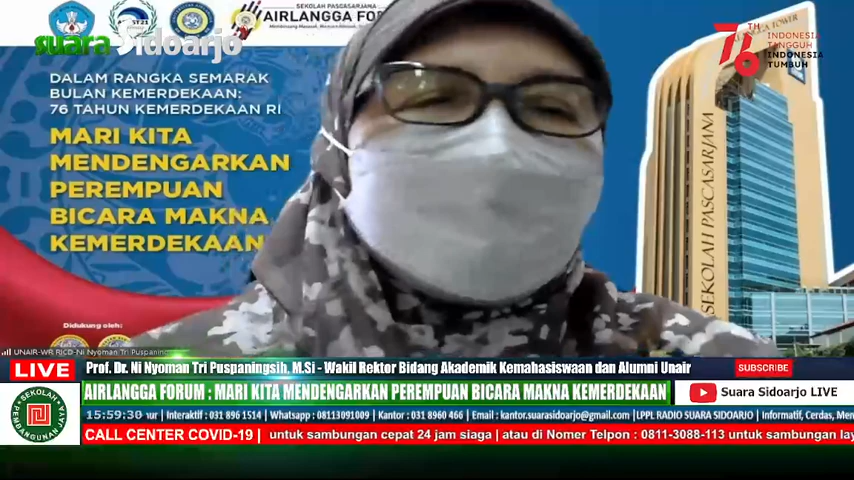 SEKOLAH PASCASARJANA
AIRLANGGA FORUM
suara Sidoarjo
DALAM RANGKA SEMARAK
BULAN KEMERDEKAAN:
76 TAHUN KEMERDEKAAN RI
MARI KITA
MENDENGARKAN
PEREMPUAN
BICARA MAKNA
KEMERDEKAAN
Didukung oleh:
76 TH
INDONESIA
TANGGUH
INDONESIA
TUMBUH
TOWER
SEKOLAH PASCASARJANA
UNAIR-WR RICD-Ni Nyoman Tri Puspaning
LIVE
Prof. Dr. Ni Nyoman Tri Puspaningsih, M.Si - Wakil Rektor Bidang Akademik Kemahasiswaan dan Alumni Unair
SUBSCRIBE
AIRLANGGA FORUM : MARI KITA MENDENGARKAN PEREMPUAN BICARA MAKNA KEMERDEKAAN
Suara Sidoarjo LIVE
SEKOLAH
PEMBANGUNAN JAYA
15:59:30 nur | Interaktif : 031 896 1514 | Whatsapp : 08113091009 | Kantor : 031 8960 466 | Email : kantor.suarasidoarjo@gmail.com |LPPL RADIO SUARA SIDOARJO | Informatif, Cerdas, Men
CALL CENTER COVID-19 | untuk sambungan cepat 24 jam siaga | atau di Nomer Telpon : 0811-3088-113 untuk sambungan lay